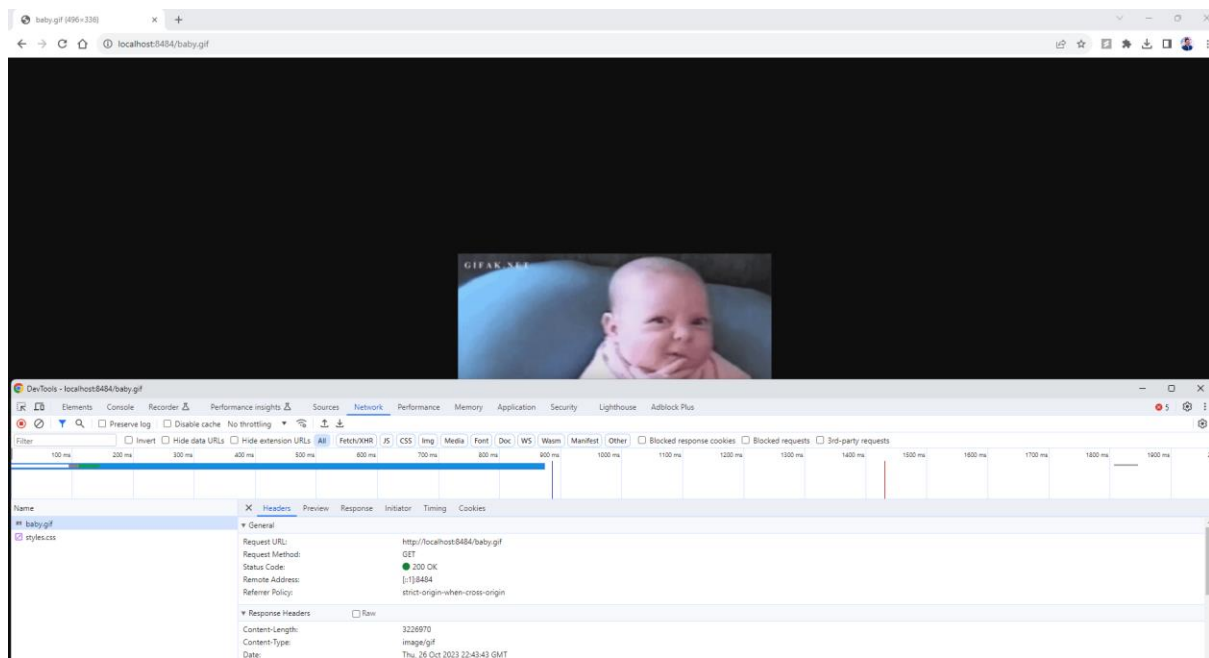 baby.gif (496×336)
localhost:8484/baby.gif
GIFAK.NET
DevTools - localhost:8484/baby.gif
Elements Console Recorder Performance insights Sources Network Performance Memory Application Security Lighthouse Adblock Plus 5
Preserve log Disable cache No throttling
Filter Invert Hide data URLs Hide extension URLs All Fetch/XHR JS CSS Img Media Font Doc WS Wasm Manifest Other Blocked response cookies Blocked requests 3rd-party requests
100 ms 200 ms 300 ms 400 ms 500 ms 600 ms 700 ms 800 ms 900 ms 1000 ms 1100 ms 1200 ms 1300 ms 1400 ms 1500 ms 1600 ms 1700 ms 1800 ms 1900 ms
Name Headers Preview Response Initiator Timing Cookies
baby.gif
styles.css
General
Request URL: http://localhost:8484/baby.gif
Request Method: GET
Status Code: 200 OK
Remote Address: [::1]:8484
Referrer Policy: strict-origin-when-cross-origin
Response Headers Raw
Content-Length: 3226970
Content-Type: image/gif
Date: Thu, 26 Oct 2023 22:43:43 GMT